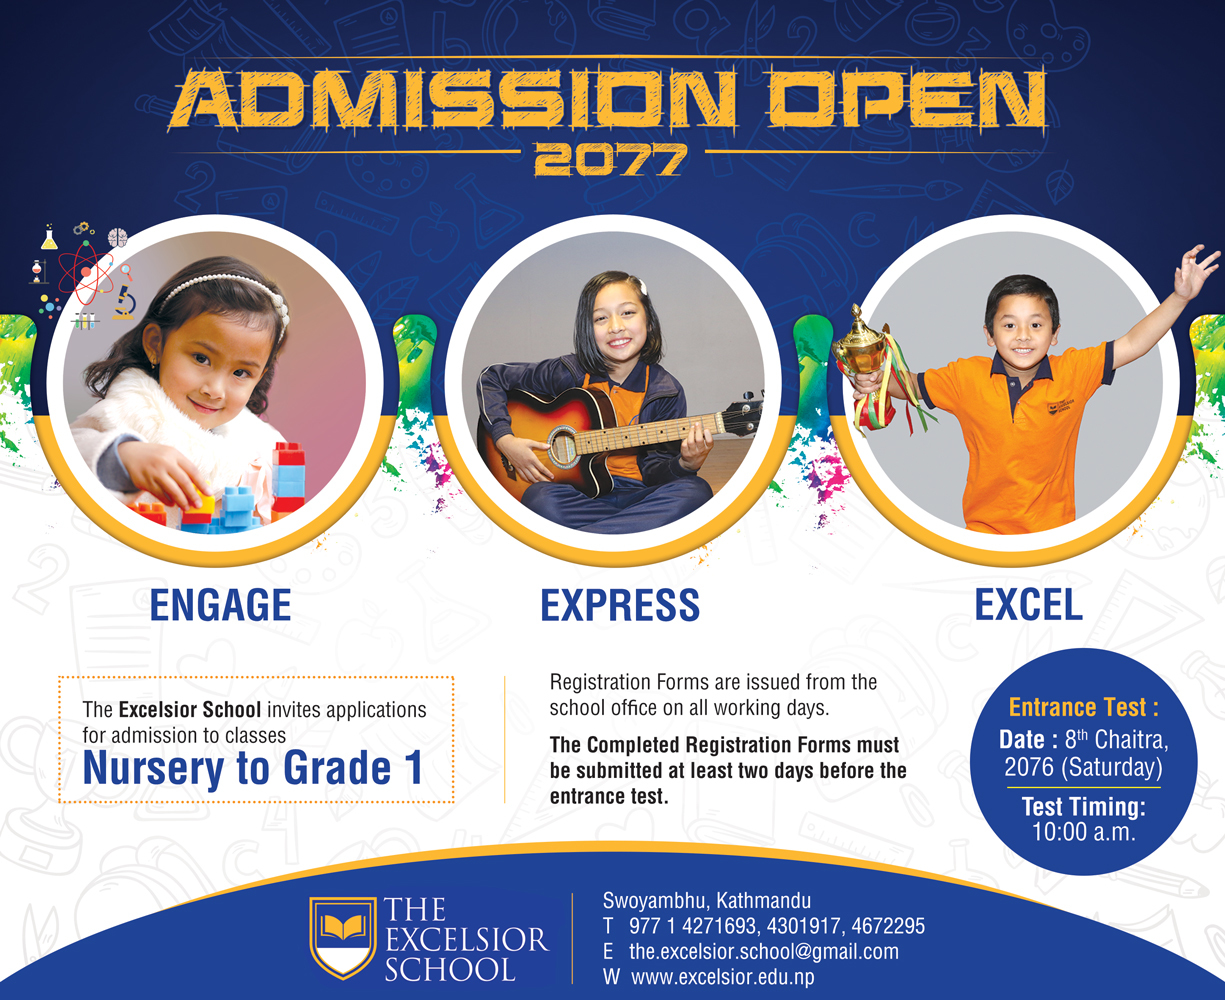 ADMISSION OPEN
2077
ENGAGE
EXPRESS
EXCEL
The Excelsior School invites applications
for admission to classes
Nursery to Grade 1
Registration Forms are issued from the
school office on all working days.
The Completed Registration Forms must
be submitted at least two days before the
entrance test.
Entrance Test :
Date : 8th Chaitra,
2076 (Saturday)
Test Timing:
10:00 a.m.
THE
EXCELSIOR
SCHOOL
Swoyambhu, Kathmandu
T 977 1 4271693, 4301917, 4672295
E the.excelsior.school@gmail.com
W www.excelsior.edu.np